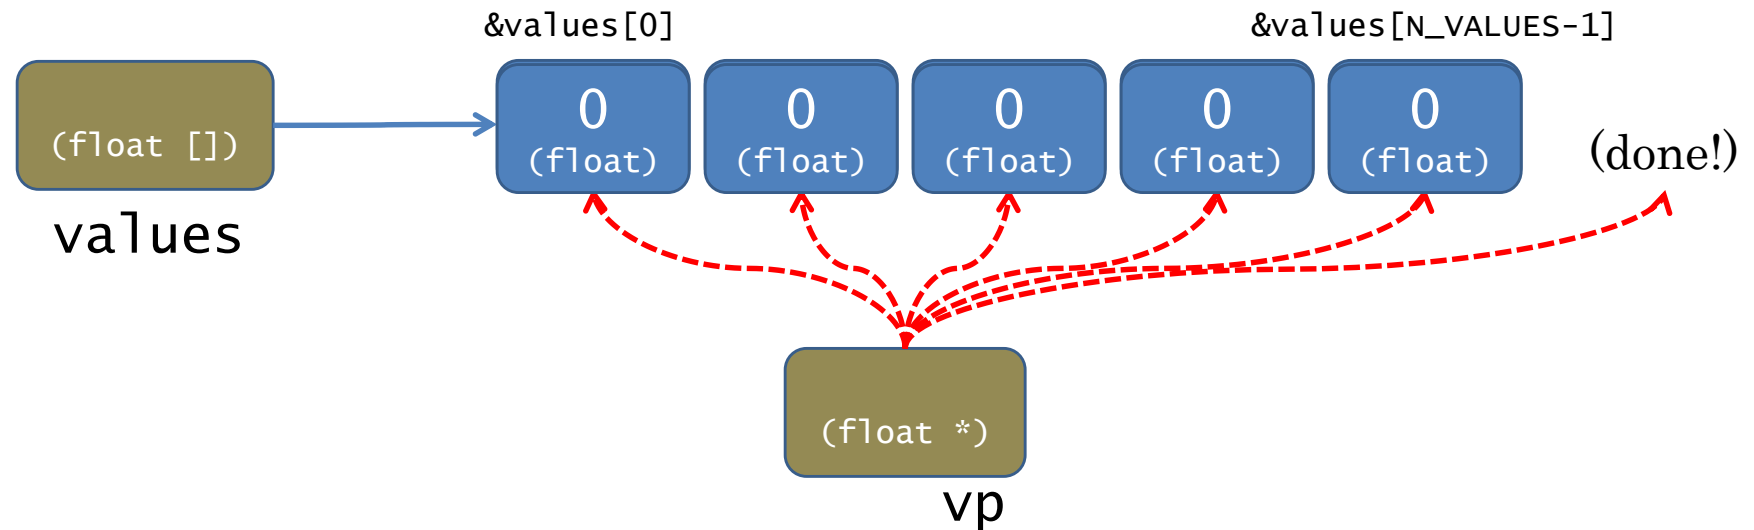 &values[0]
&values[N_VALUES-1]
(float [])
values
0
(float)
0
(float)
0
(float)
0
(float)
0
(float)
(done!)
(float *)
vp